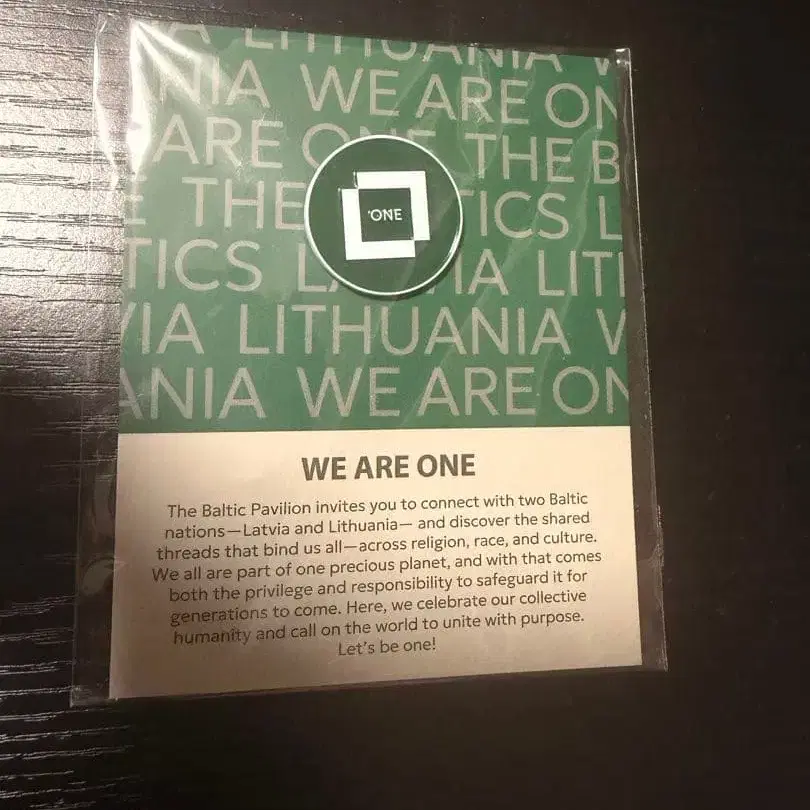 A LITHUANIA
NIA WE ARE ON
ARE ONE THE B
E THE TICS L
'ONE
TICS LA IA LIT
VIA LITHUANIA
ANIA WE ARE ON
WE ARE ONE
The Baltic Pavilion invites you to connect with two Baltic
nations—Latvia and Lithuania— and discover the shared
threads that bind us all—across religion, race, and culture.
We all are part of one precious planet, and with that comes
both the privilege and responsibility to safeguard it for
generations to come. Here, we celebrate our collective
humanity and call on the world to unite with purpose.
Let's be one!